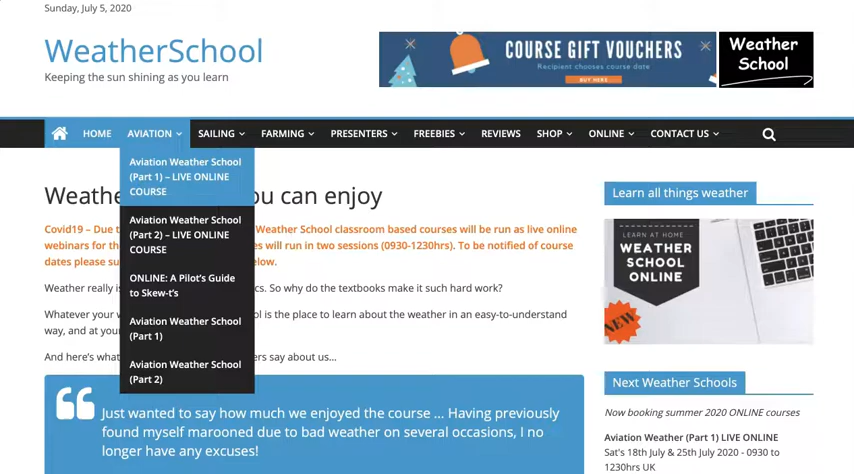 Sunday, July 5, 2020
WeatherSchool
Keeping the sun shining as you learn
COURSE GIFT VOUCHERS
Recipient chooses course date
BUY HERE
Weather
School
HOME AVIATION SAILING FARMING PRESENTERS FREEBIES REVIEWS SHOP ONLINE CONTACT US
Aviation Weather School
(Part 1) – LIVE ONLINE
COURSE
Aviation Weather School
(Part 2) – LIVE ONLINE
COURSE
ONLINE: A Pilot's Guide
to Skew-t's
Aviation Weather School
(Part 1)
Aviation Weather School
(Part 2)
Weathe ou can enjoy
Covid19 – Due t Weather School classroom based courses will be run as live online
webinars for th es will run in two sessions (0930-1230hrs). To be notified of course
dates please su elow.
Weather really is cs. So why do the textbooks make it such hard work?
Whatever your w ol is the place to learn about the weather in an easy-to-understand
way, and at your
And here's what ers say about us...
Just wanted to say how much we enjoyed the course ... Having previously
found myself marooned due to bad weather on several occasions, I no
longer have any excuses!
Learn all things weather
LEARN AT HOME
WEATHER
SCHOOL
ONLINE
NEW
Next Weather Schools
Now booking summer 2020 ONLINE courses
Aviation Weather (Part 1) LIVE ONLINE
Sat's 18th July & 25th July 2020 - 0930 to
1230hrs UK